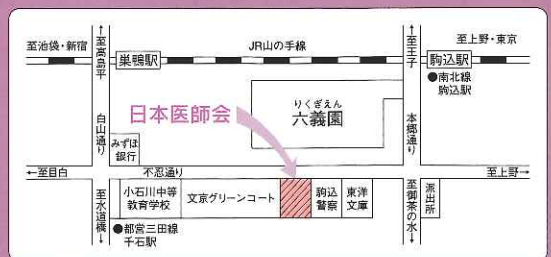 至池袋・新宿
↑至高島平
巣鴨駅
JR山の手線
↑至王子
駒込駅
至上野・東京
●南北線
駒込駅
日本医師会
りくぎえん
六義園
白山通り
本郷通り
みずほ
銀行
←至目白
不忍通り
至上野→
小石川中等
教育学校
文京グリーンコート
駒込
警察
東洋
文庫
派出所
至水道橋↓
至御茶の水↓
●都営三田線
千石駅